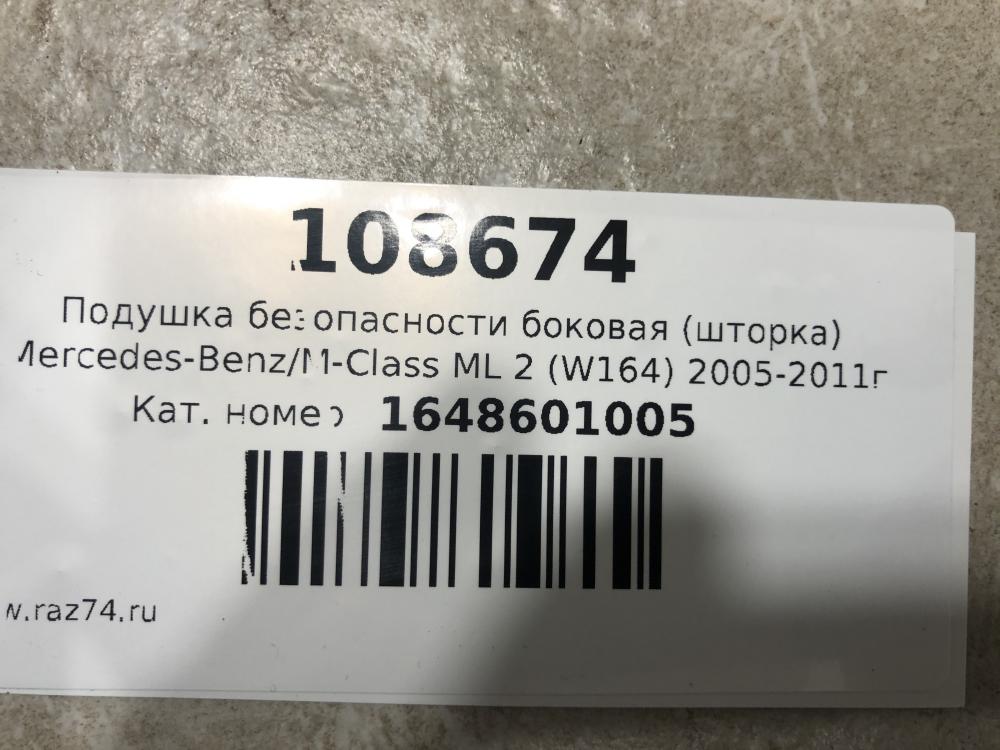 108674
Подушка безопасности боковая (шторка)
Mercedes-Benz/M-Class ML 2 (W164) 2005-2011г
Кат. номер 1648601005
w.raz74.ru